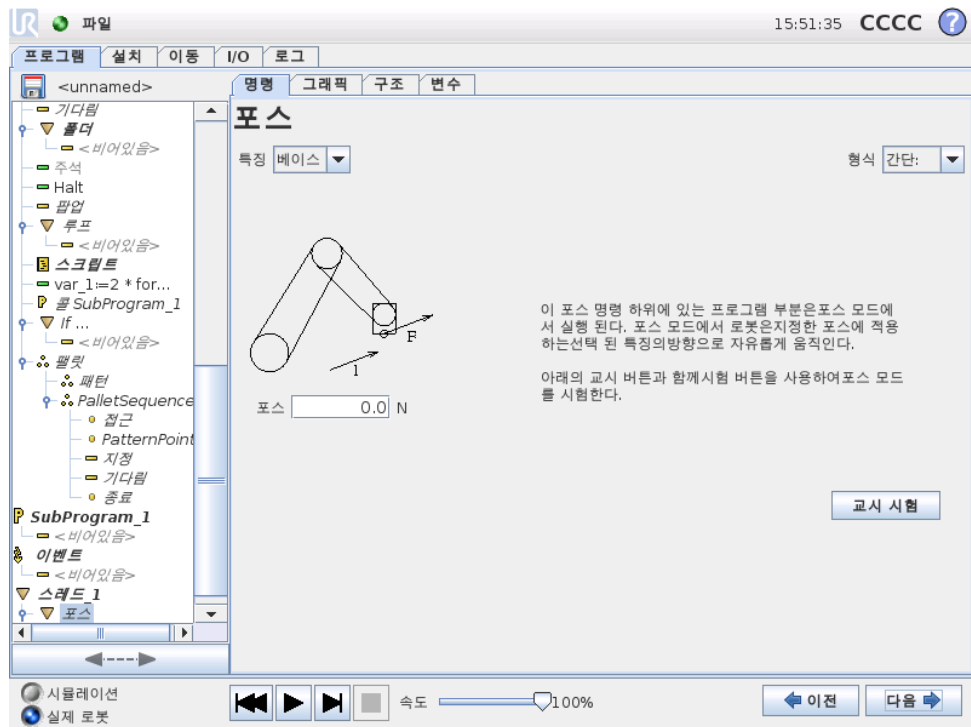 UR 파일 15:51:35 CCCC ?
프로그램 설치 이동 I/O 로그
<unnamed>
기다림
폴더
<비어있음>
주석
Halt
팝업
루프
<비어있음>
스크립트
var_1≔2 * for...
콜 SubProgram_1
If ...
<비어있음>
팰릿
패턴
PalletSequence
접근
PatternPoint
지정
기다림
종료
SubProgram_1
<비어있음>
이벤트
<비어있음>
스레드_1
포스
명령 그래픽 구조 변수
포스
특징 베이스 형식 간단:
F
1
포스 0.0 N
이 포스 명령 하위에 있는 프로그램 부분은포스 모드에
서 실행 된다. 포스 모드에서 로봇은지정한 포스에 적용
하는선택 된 특징의방향으로 자유롭게 움직인다.
아래의 교시 버튼과 함께시험 버튼을 사용하여포스 모드
를 시험한다.
교시 시험
시뮬레이션
실제 로봇
속도 100%
이전 다음